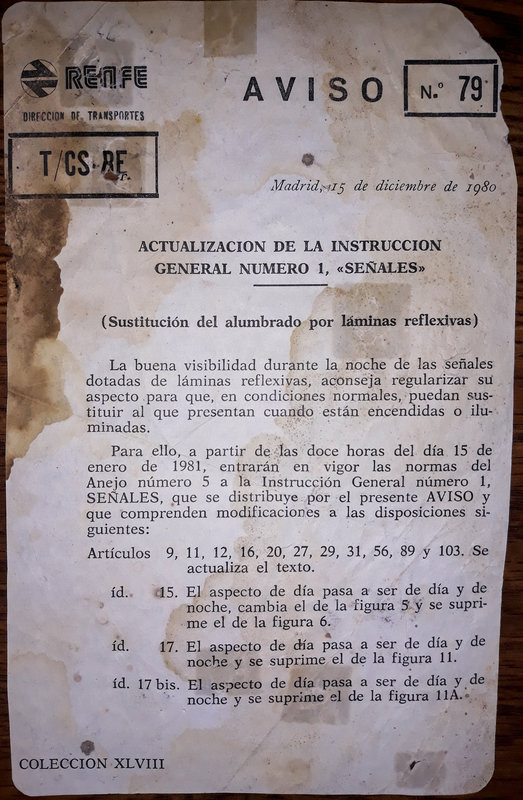 RENFE
DIRECCION DE TRANSPORTES
AVISO
N.º 79
T/CS-RE
Madrid, 15 de diciembre de 1980
ACTUALIZACION DE LA INSTRUCCION
GENERAL NUMERO 1, «SEÑALES»
(Sustitución del alumbrado por láminas reflexivas)
La buena visibilidad durante la noche de las señales
dotadas de láminas reflexivas, aconseja regularizar su
aspecto para que, en condiciones normales, puedan sus-
tituir al que presentan cuando están encendidas o ilu-
minadas.
Para ello, a partir de las doce horas del día 15 de
enero de 1981, entrarán en vigor las normas del
Anejo número 5 a la Instrucción General número 1,
SEÑALES, que se distribuye por el presente AVISO y
que comprenden modificaciones a las disposiciones si-
guientes:
Artículos 9, 11, 12, 16, 20, 27, 29, 31, 56, 89 y 103. Se
actualiza el texto.
íd. 15. El aspecto de día pasa a ser de día y de
noche, cambia el de la figura 5 y se supri-
me el de la figura 6.
íd. 17. El aspecto de día pasa a ser de día y de
noche y se suprime el de la figura 11.
íd. 17 bis. El aspecto de día pasa a ser de día y de
noche y se suprime el de la figura 11A.
COLECCION XLVIII